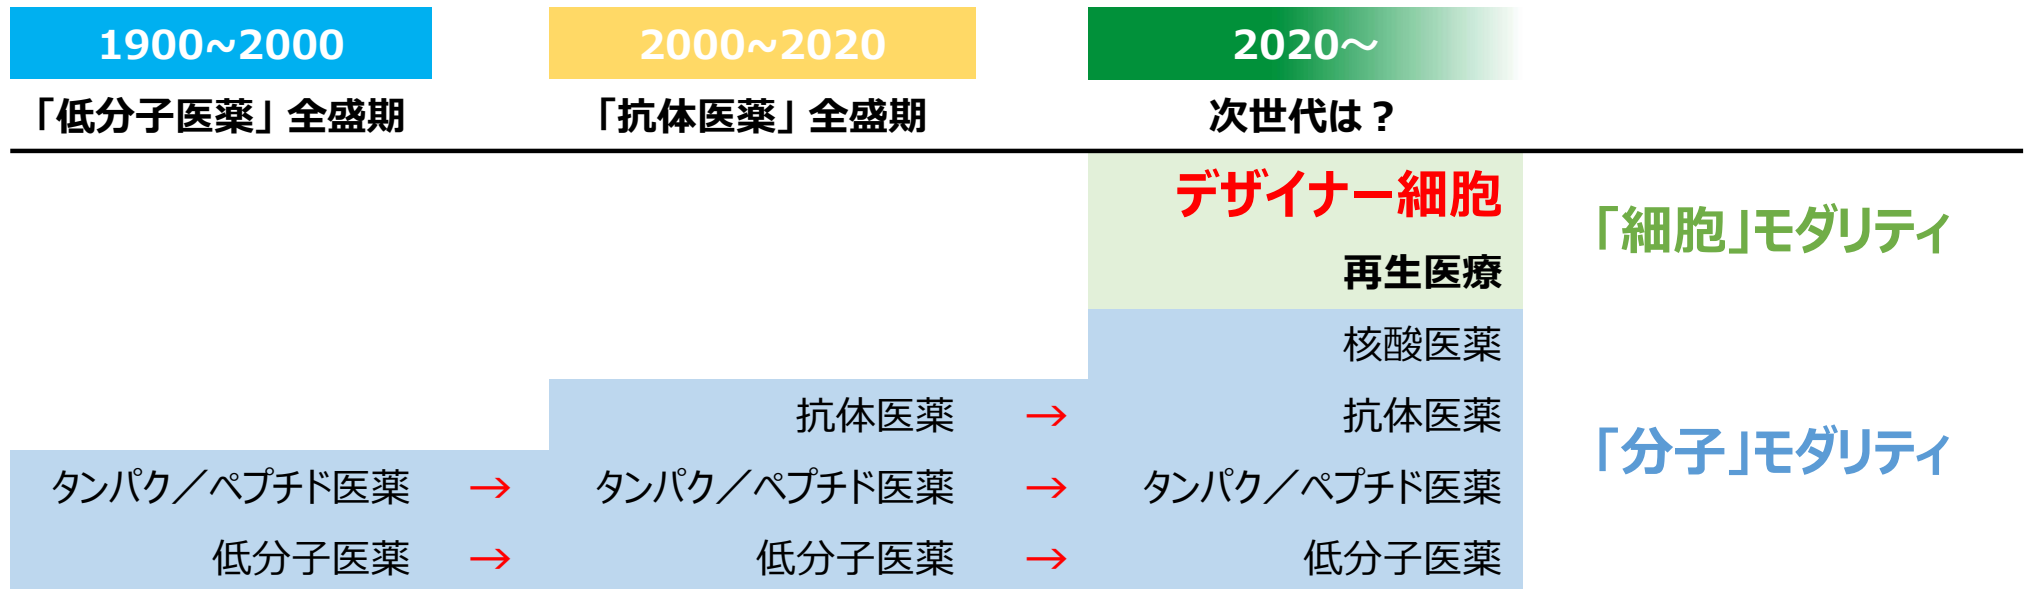 1900~2000 2000~2020 2020～
「低分子医薬」全盛期 「抗体医薬」全盛期 次世代は？
デザイナー細胞
「細胞」モダリティ
再生医療
核酸医薬
抗体医薬 → 抗体医薬
「分子」モダリティ
タンパク／ペプチド医薬 → タンパク／ペプチド医薬 → タンパク／ペプチド医薬
低分子医薬 → 低分子医薬 → 低分子医薬